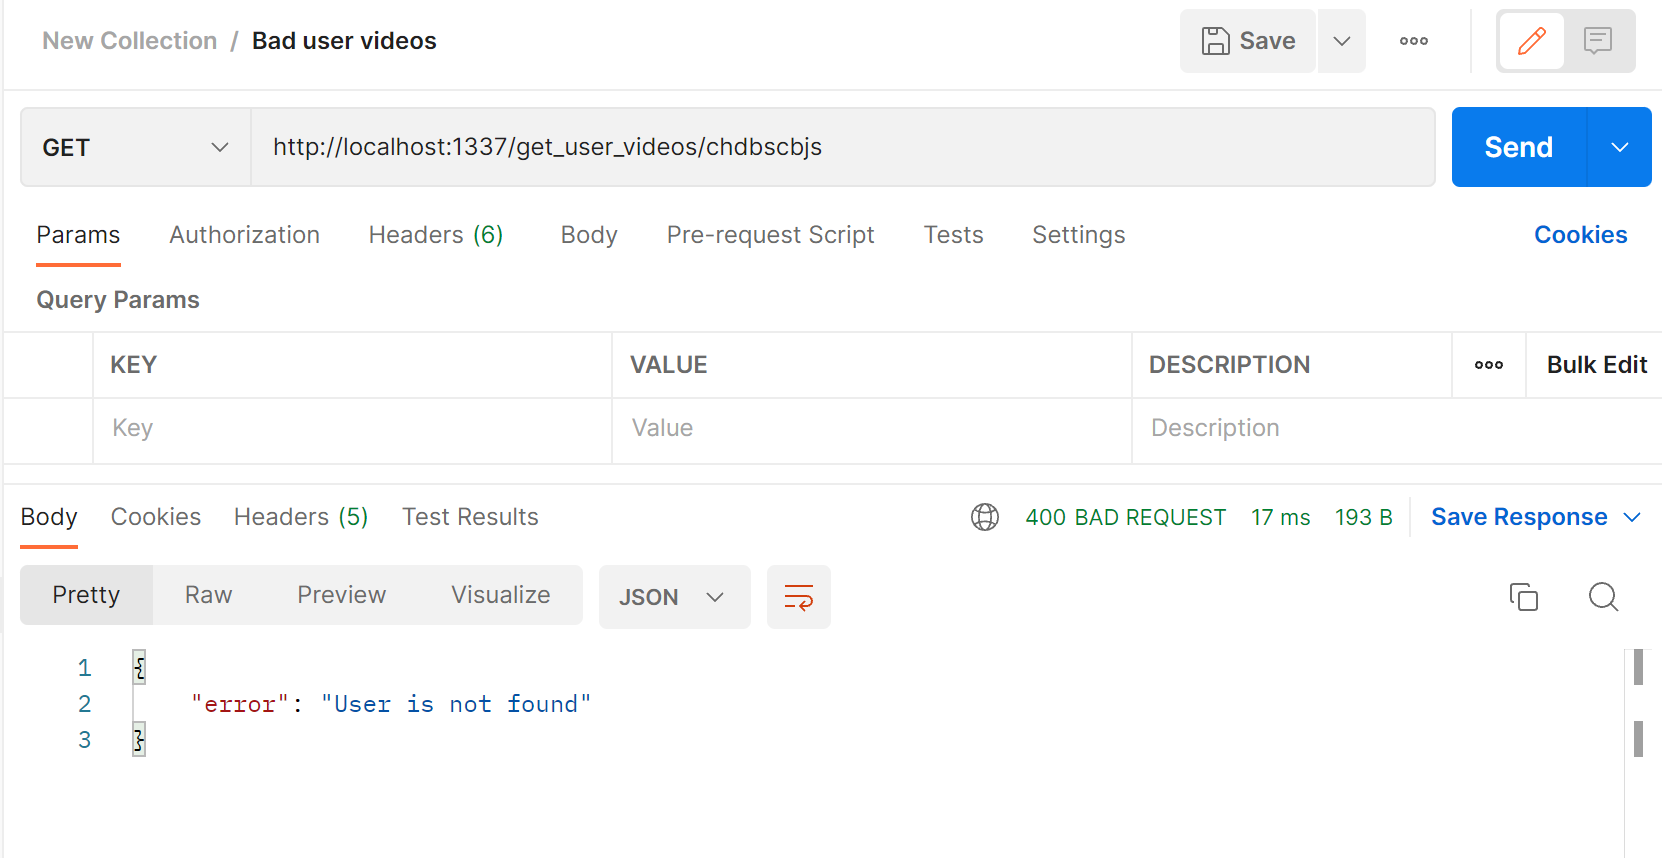 New Collection / Bad user videos
Save
GET
http://localhost:1337/get_user_videos/chdbscbjs
Send
Params Authorization Headers (6) Body Pre-request Script Tests Settings Cookies
Query Params
KEY VALUE DESCRIPTION Bulk Edit
Key Value Description
Body Cookies Headers (5) Test Results 400 BAD REQUEST 17 ms 193 B Save Response
Pretty Raw Preview Visualize JSON
1 {
2 "error": "User is not found"
3 }